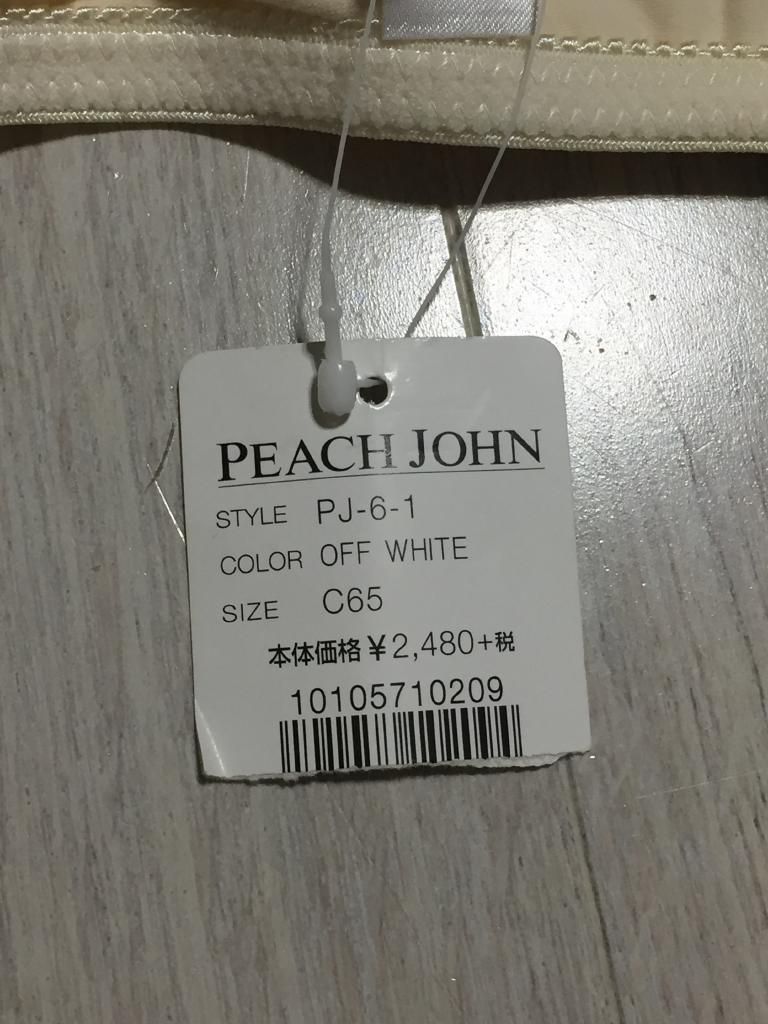 PEACH JOHN
STYLE PJ-6-1
COLOR OFF WHITE
SIZE C65
本体価格¥2,480+税
10105710209